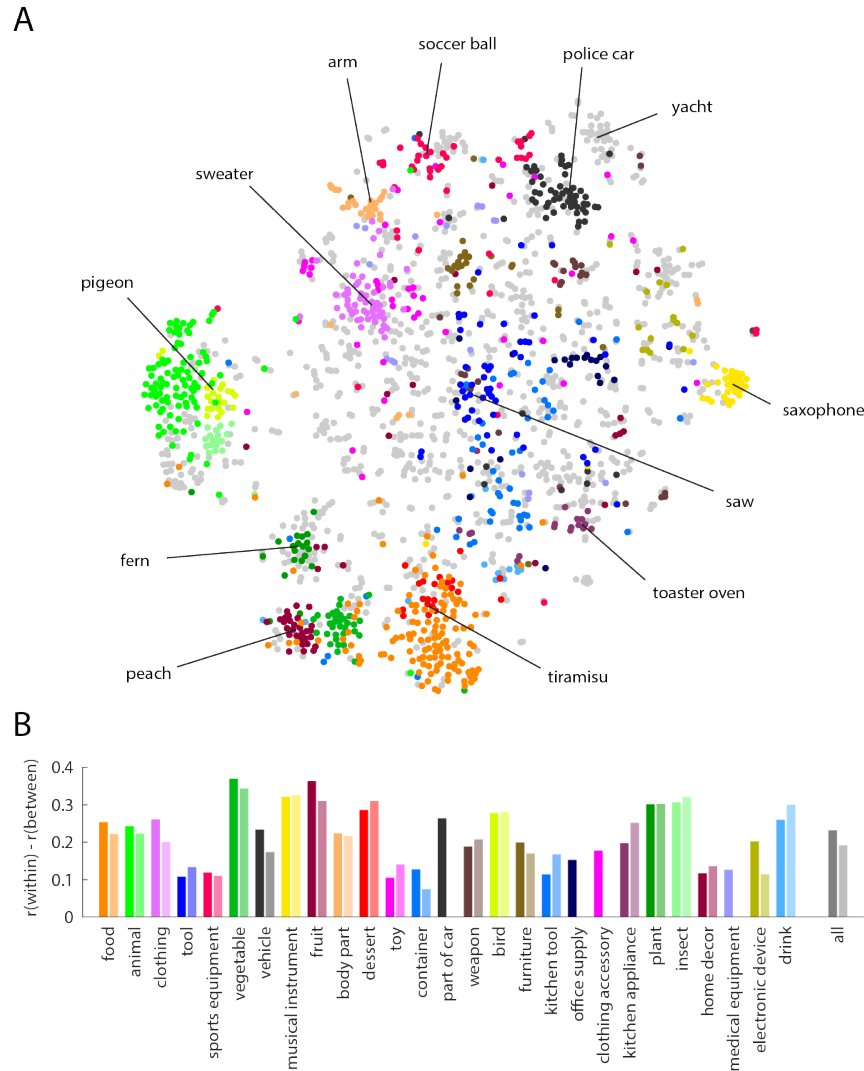 A
soccer ball
arm
police car
yacht
sweater
pigeon
saxophone
saw
fern
toaster oven
peach
tiramisu
B
r(within) - r(between)
0.4
0.3
0.2
0.1
0
food
animal
clothing
tool
sports equipment
vegetable
vehicle
musical instrument
fruit
body part
dessert
toy
container
part of car
weapon
bird
furniture
kitchen tool
office supply
clothing accessory
kitchen appliance
plant
insect
home decor
medical equipment
electronic device
drink
all